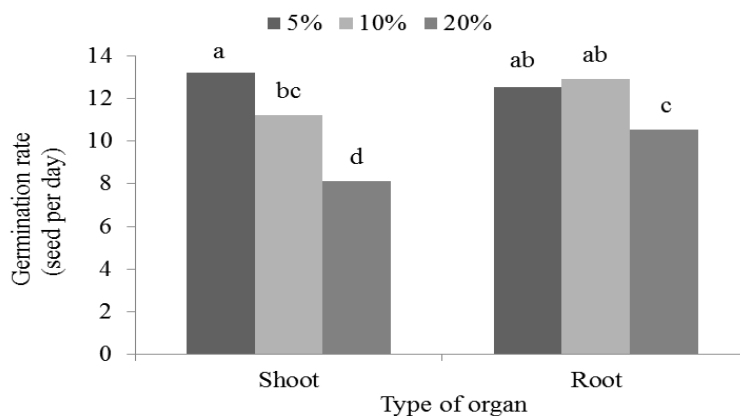 5% 10% 20%
14
12
10
8
6
4
2
0
Germination rate
(seed per day)
a
bc
d
ab
ab
c
Shoot Root
Type of organ